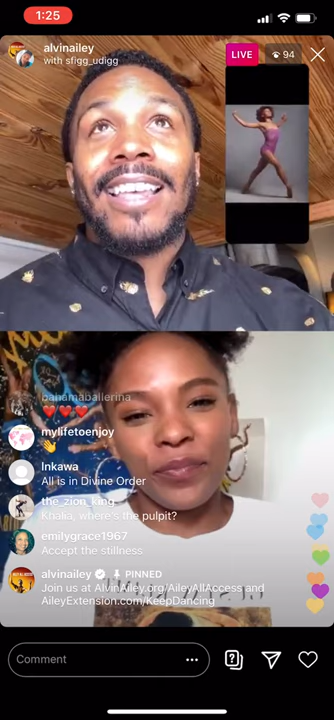 1:25
alvinailey
with sfigg_udigg
LIVE
94
bahamaballerina
❤️❤️❤️
mylifetoenjoy
👋
lnkawa
All is in Divine Order
the_zion_king
Khalia, where's the pulpit?
emilygrace1967
Accept the stillness
alvinailey PINNED
Join us at AlvinAiley.org/AileyAllAccess and
AileyExtension.com/KeepDancing
Comment